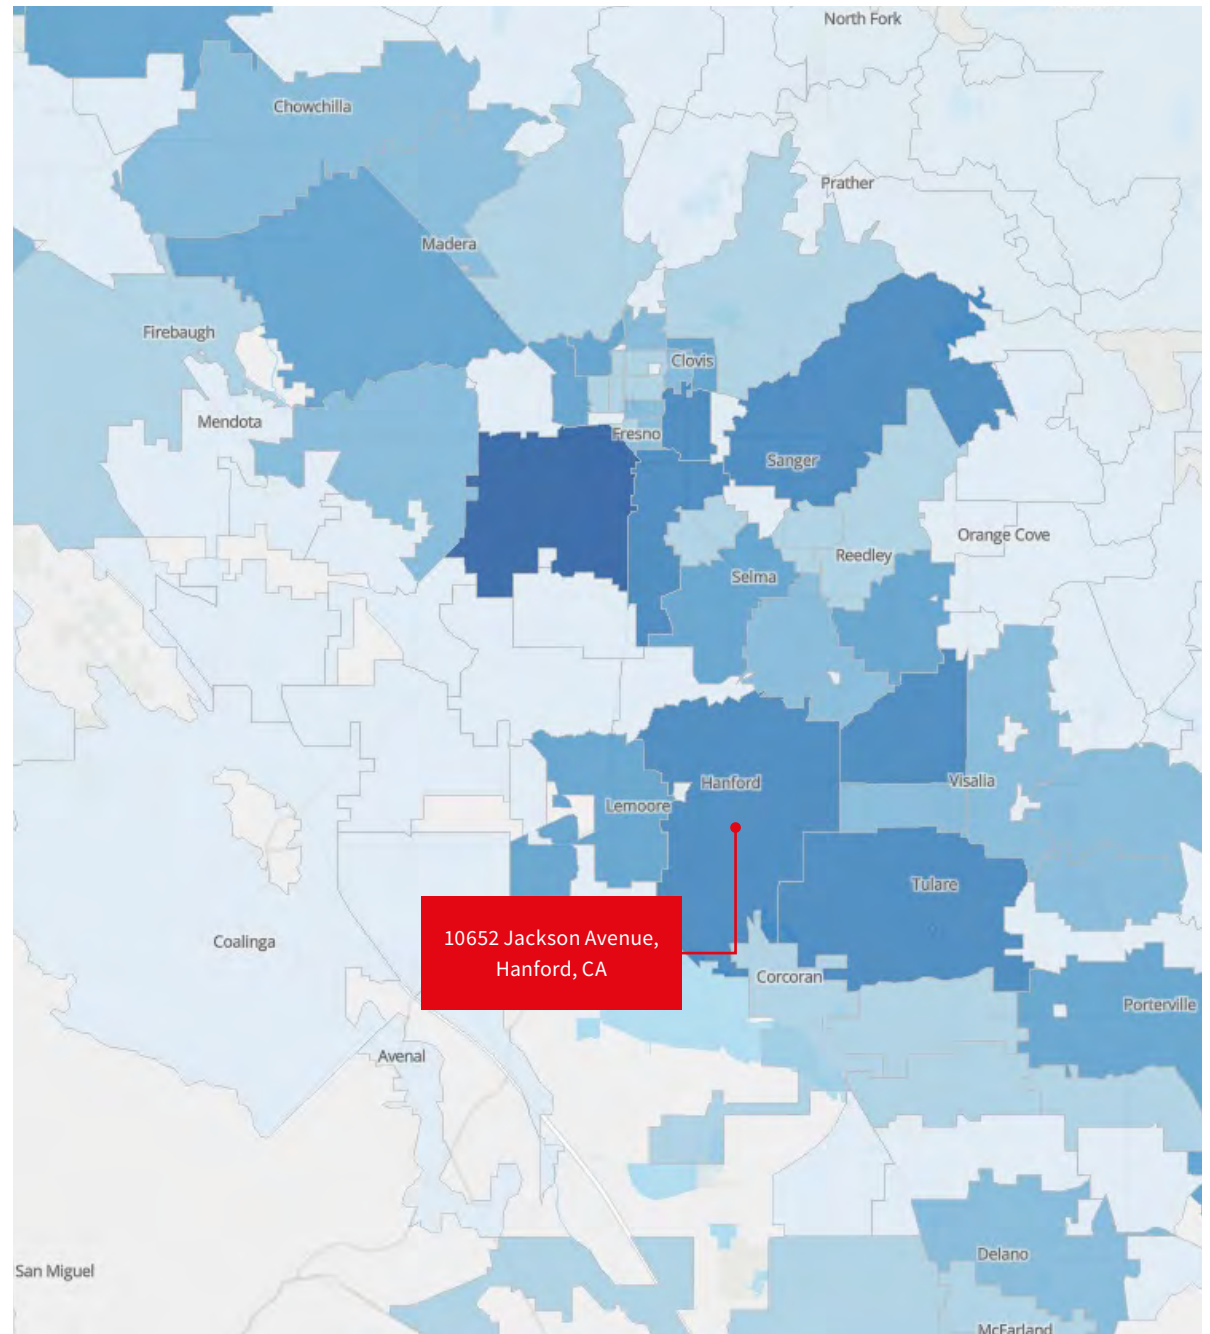 North Fork
Chowchilla
Prather
Madera
Firebaugh
Clovis
Mendota
Fresno
Sanger
Orange Cove
Reedley
Selma
Hanford
Visalia
Lemoore
Tulare
10652 Jackson Avenue,
Hanford, CA
Coalinga
Corcoran
Porterville
Avenal
Delano
San Miguel
McFarland